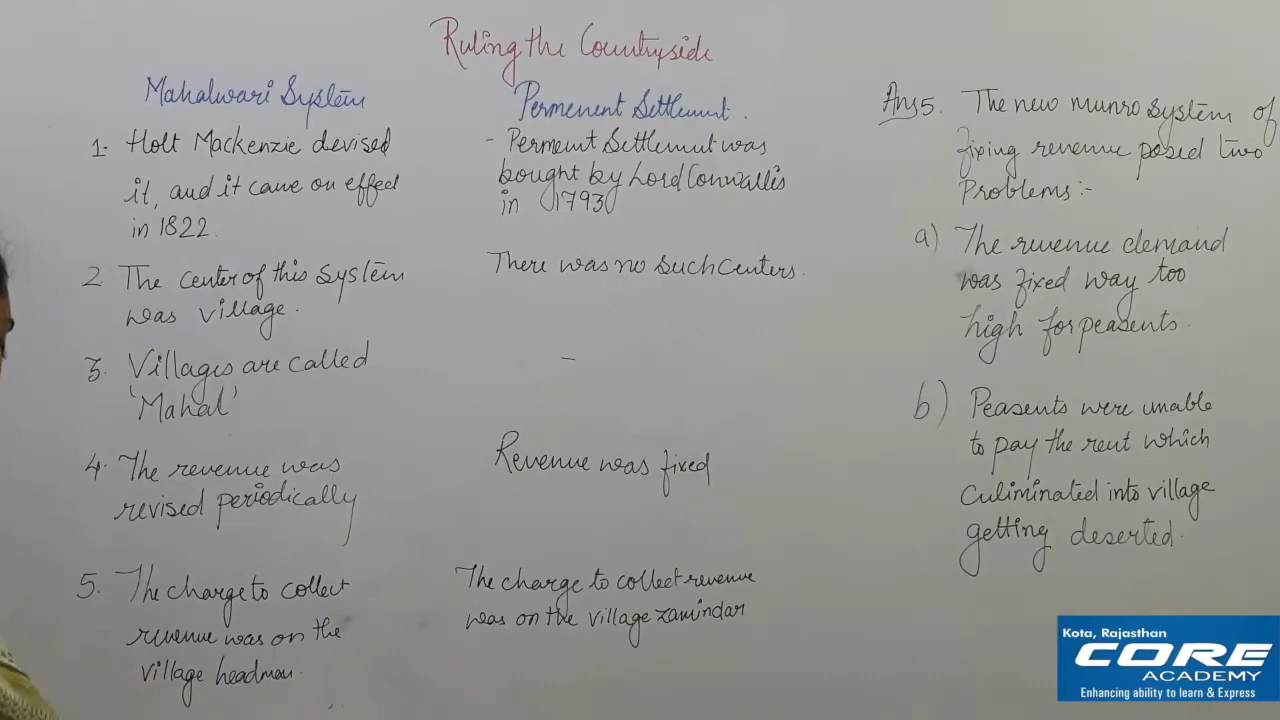 Ruling the Countryside
Mahalwari System
1. Holt Mackenzie devised
it, and it came on effect
in 1822.
2. The center of this system
was village.
3. Villages are called
'Mahal'
4. The revenue was
revised periodically
5. The charge to collect
revenue was on the
village headman.
Permenent Settlement.
- Permennt Settlement was
bought by Lord Conwallis
in 1793
There was no such centers.
-
Revenue was fixed
The charge to collect revenue
was on the village zamindar
Ans 5. The new munro system of
fixing revenue posed two
Problems:-
a) The revenue demand
was fixed way too
high for peasents.
b) Peasents were unable
to pay the rent which
culiminated into village
getting deserted.
Kota, Rajasthan
CORE
ACADEMY
Enhancing ability to learn & Express